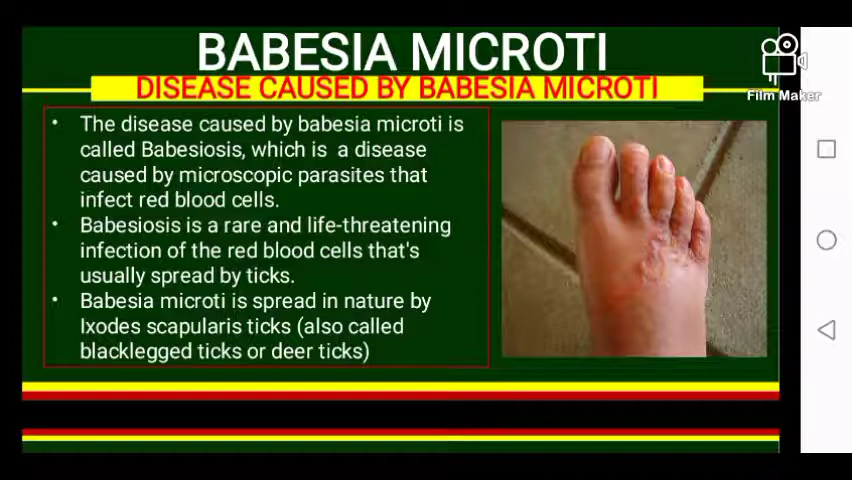 BABESIA MICROTI
DISEASE CAUSED BY BABESIA MICROTI
Film Maker
• The disease caused by babesia microti is
called Babesiosis, which is a disease
caused by microscopic parasites that
infect red blood cells.
• Babesiosis is a rare and life-threatening
infection of the red blood cells that's
usually spread by ticks.
• Babesia microti is spread in nature by
Ixodes scapularis ticks (also called
blacklegged ticks or deer ticks)